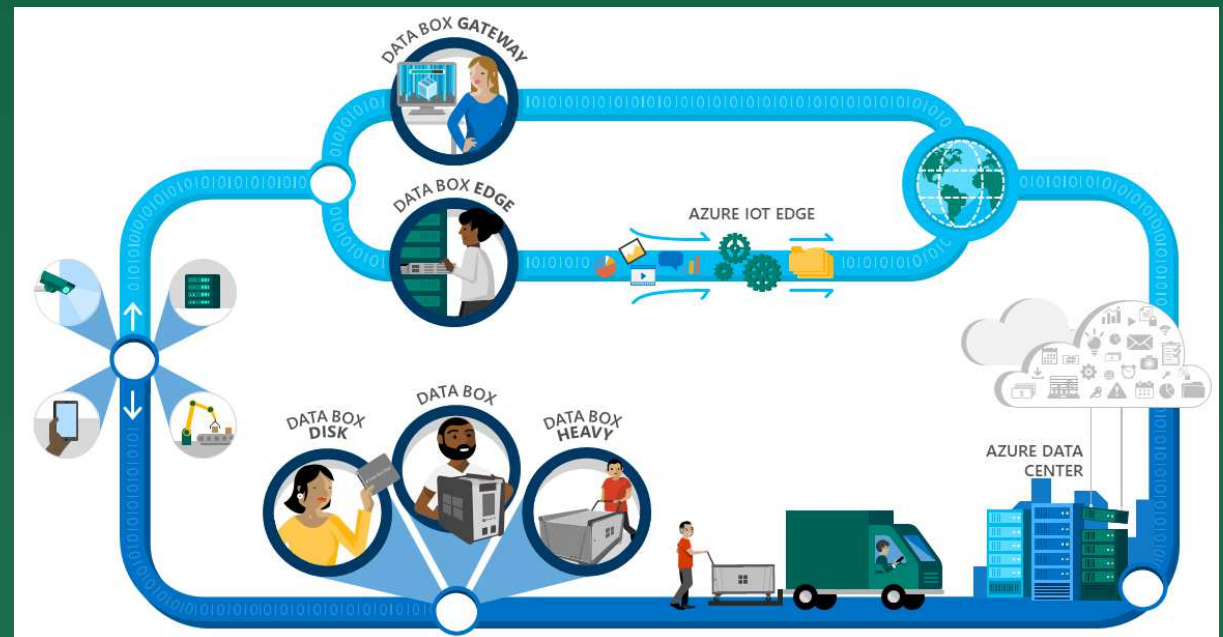 DATA BOX GATEWAY
DATA BOX EDGE
AZURE IOT EDGE
DATA BOX
DISK
DATA BOX
DATA BOX
HEAVY
AZURE DATA
CENTER